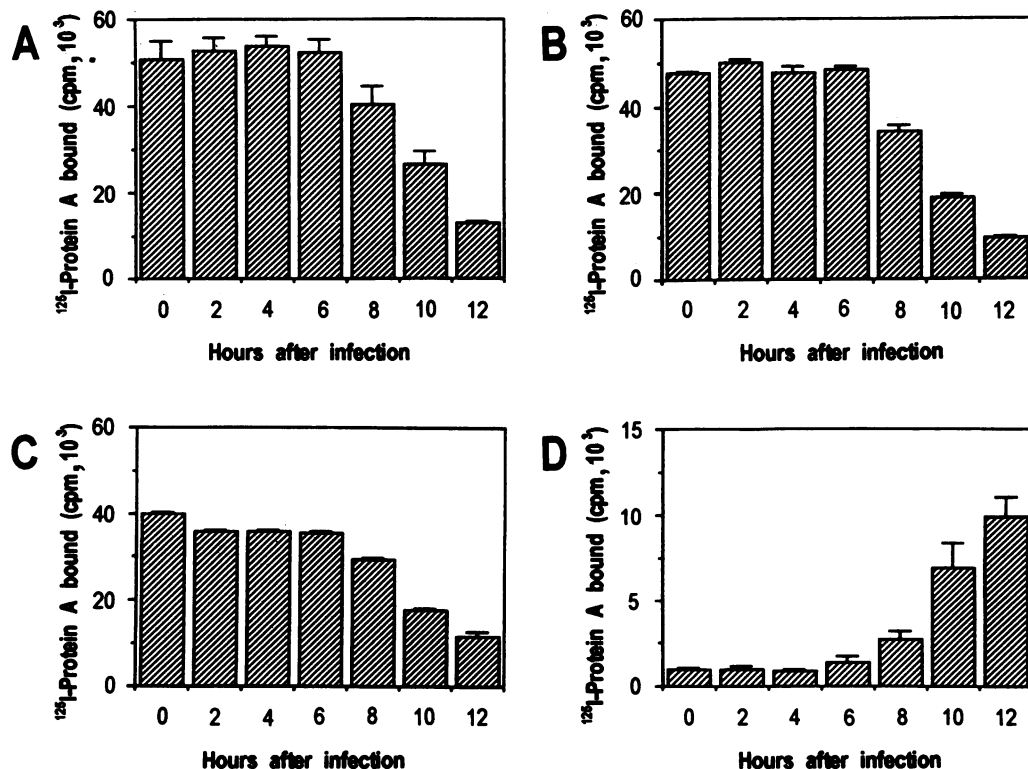 A
¹²⁵I-Protein A bound (cpm, 10³)
60
40
20
0
0 2 4 6 8 10 12
Hours after infection
B
¹²⁵I-Protein A bound (cpm, 10³)
60
40
20
0
0 2 4 6 8 10 12
Hours after infection
C
¹²⁵I-Protein A bound (cpm, 10³)
60
40
20
0
0 2 4 6 8 10 12
Hours after infection
D
¹²⁵I-Protein A bound (cpm, 10³)
15
10
5
0
0 2 4 6 8 10 12
Hours after infection